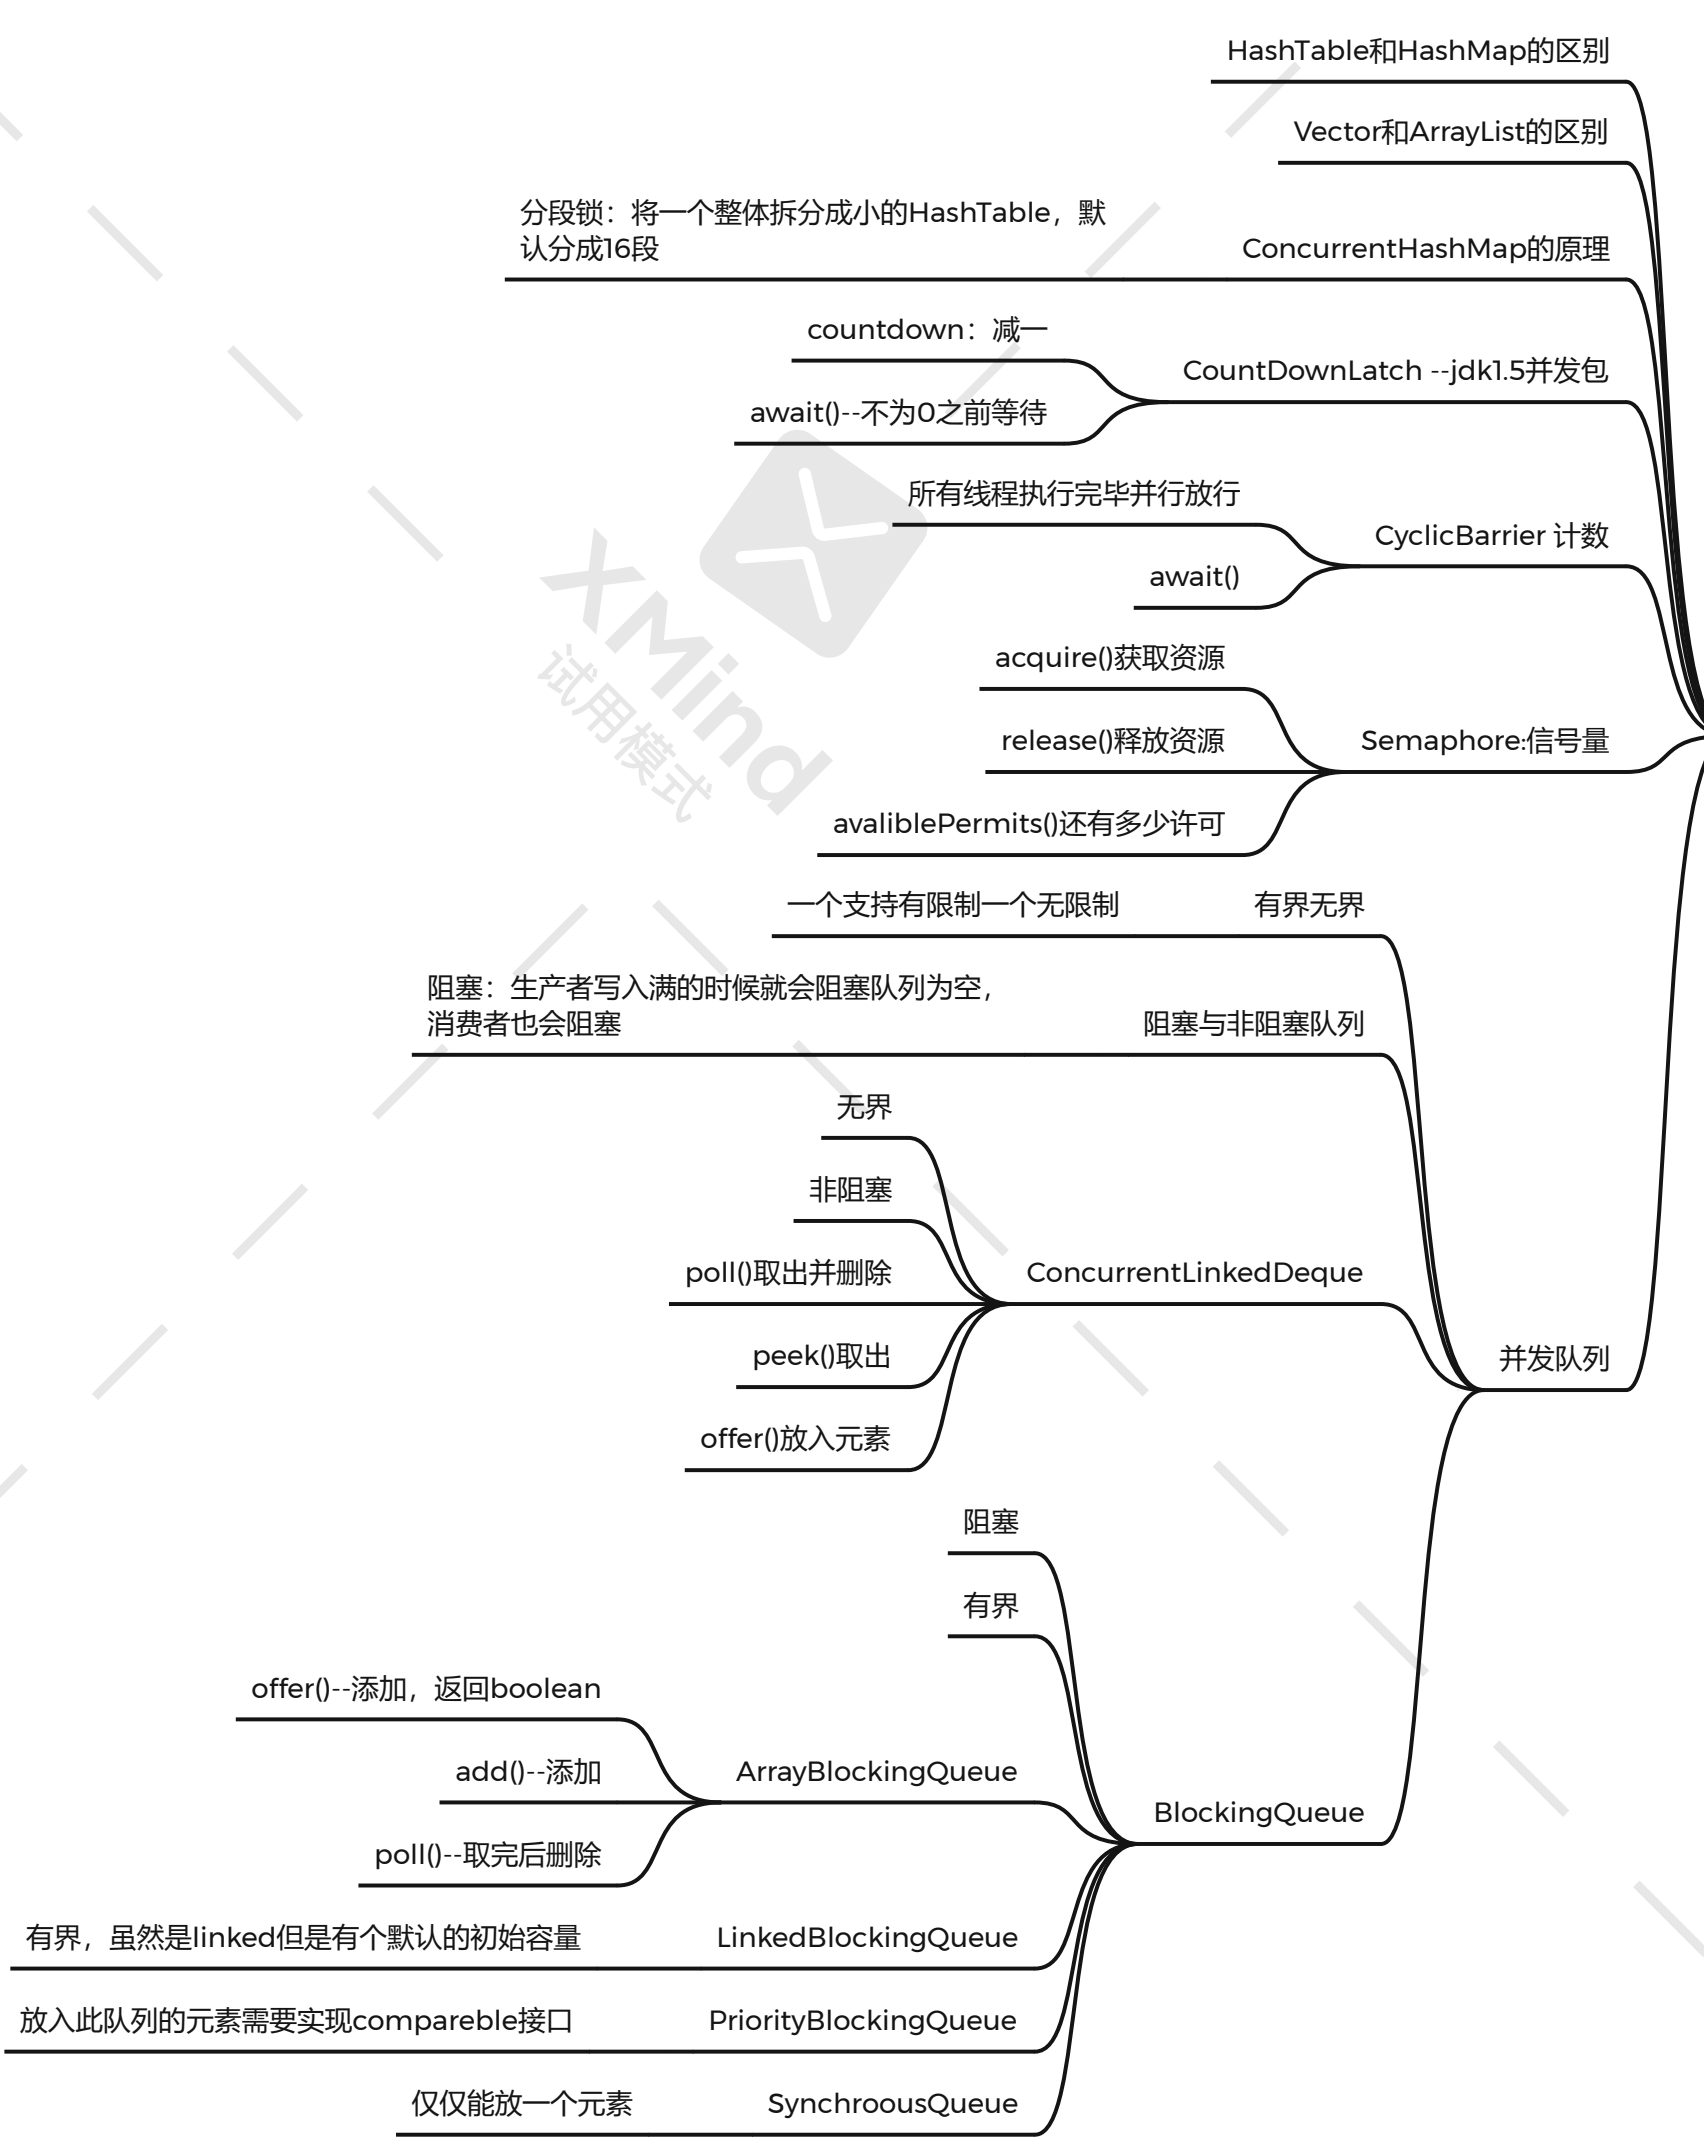 HashTable和HashMap的区别
Vector和ArrayList的区别
分段锁：将一个整体拆分成小的HashTable，默
认分成16段
ConcurrentHashMap的原理
countdown：减一
CountDownLatch --jdk1.5并发包
await()--不为0之前等待
所有线程执行完毕并行放行
CyclicBarrier 计数
await()
acquire()获取资源
release()释放资源
Semaphore:信号量
avaliblePermits()还有多少许可
XMind
试用模式
一个支持有限制一个无限制
有界无界
阻塞：生产者写入满的时候就会阻塞队列为空，
消费者也会阻塞
阻塞与非阻塞队列
无界
非阻塞
poll()取出并删除
ConcurrentLinkedDeque
peek()取出
offer()放入元素
并发队列
阻塞
有界
offer()--添加，返回boolean
add()--添加
ArrayBlockingQueue
poll()--取完后删除
BlockingQueue
有界，虽然是linked但是有个默认的初始容量
LinkedBlockingQueue
放入此队列的元素需要实现compareble接口
PriorityBlockingQueue
仅仅能放一个元素
SynchroousQueue